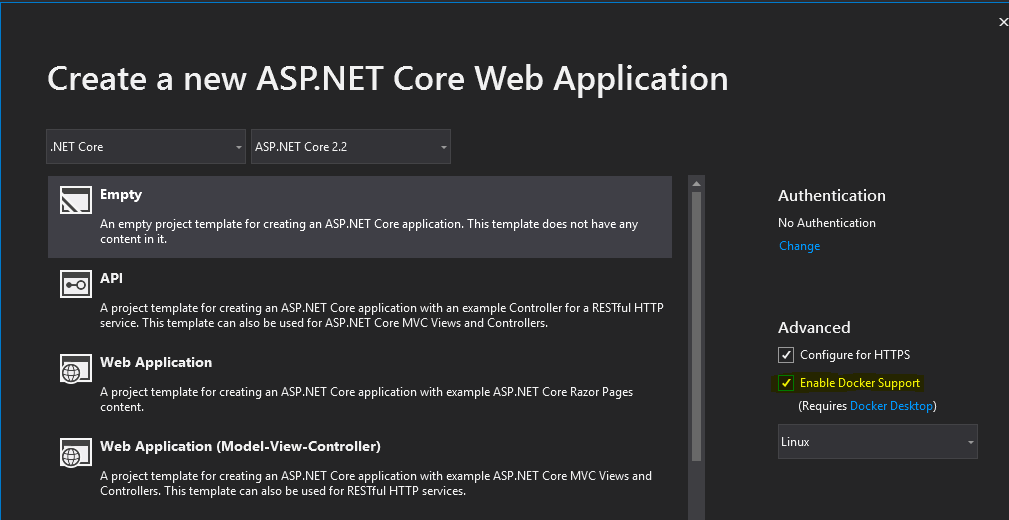 Create a new ASP.NET Core Web Application
.NET Core
ASP.NET Core 2.2
Empty
An empty project template for creating an ASP.NET Core application. This template does not have any
content in it.
API
A project template for creating an ASP.NET Core application with an example Controller for a RESTful HTTP
service. This template can also be used for ASP.NET Core MVC Views and Controllers.
Web Application
A project template for creating an ASP.NET Core application with example ASP.NET Core Razor Pages
content.
Web Application (Model-View-Controller)
A project template for creating an ASP.NET Core application with example ASP.NET Core MVC Views and
Controllers. This template can also be used for RESTful HTTP services.
Authentication
No Authentication
Change
Advanced
Configure for HTTPS
Enable Docker Support
(Requires Docker Desktop)
Linux